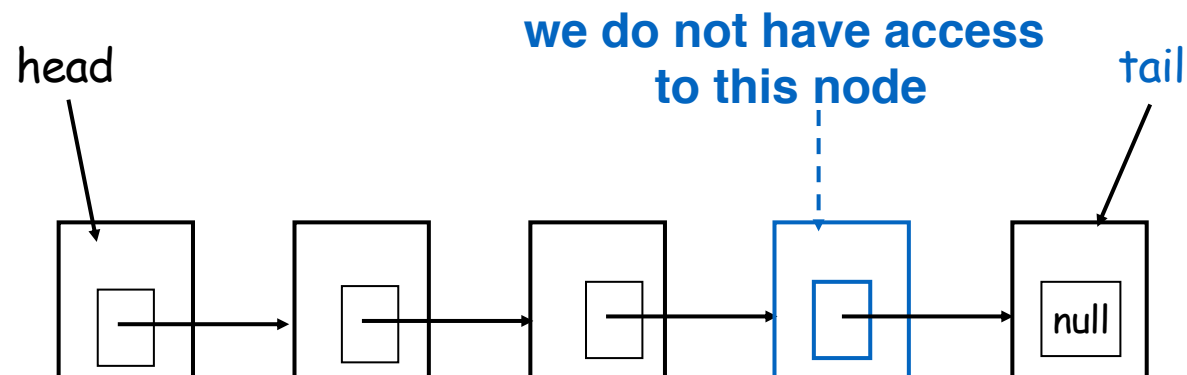 we do not have access
to this node
head
tail
null